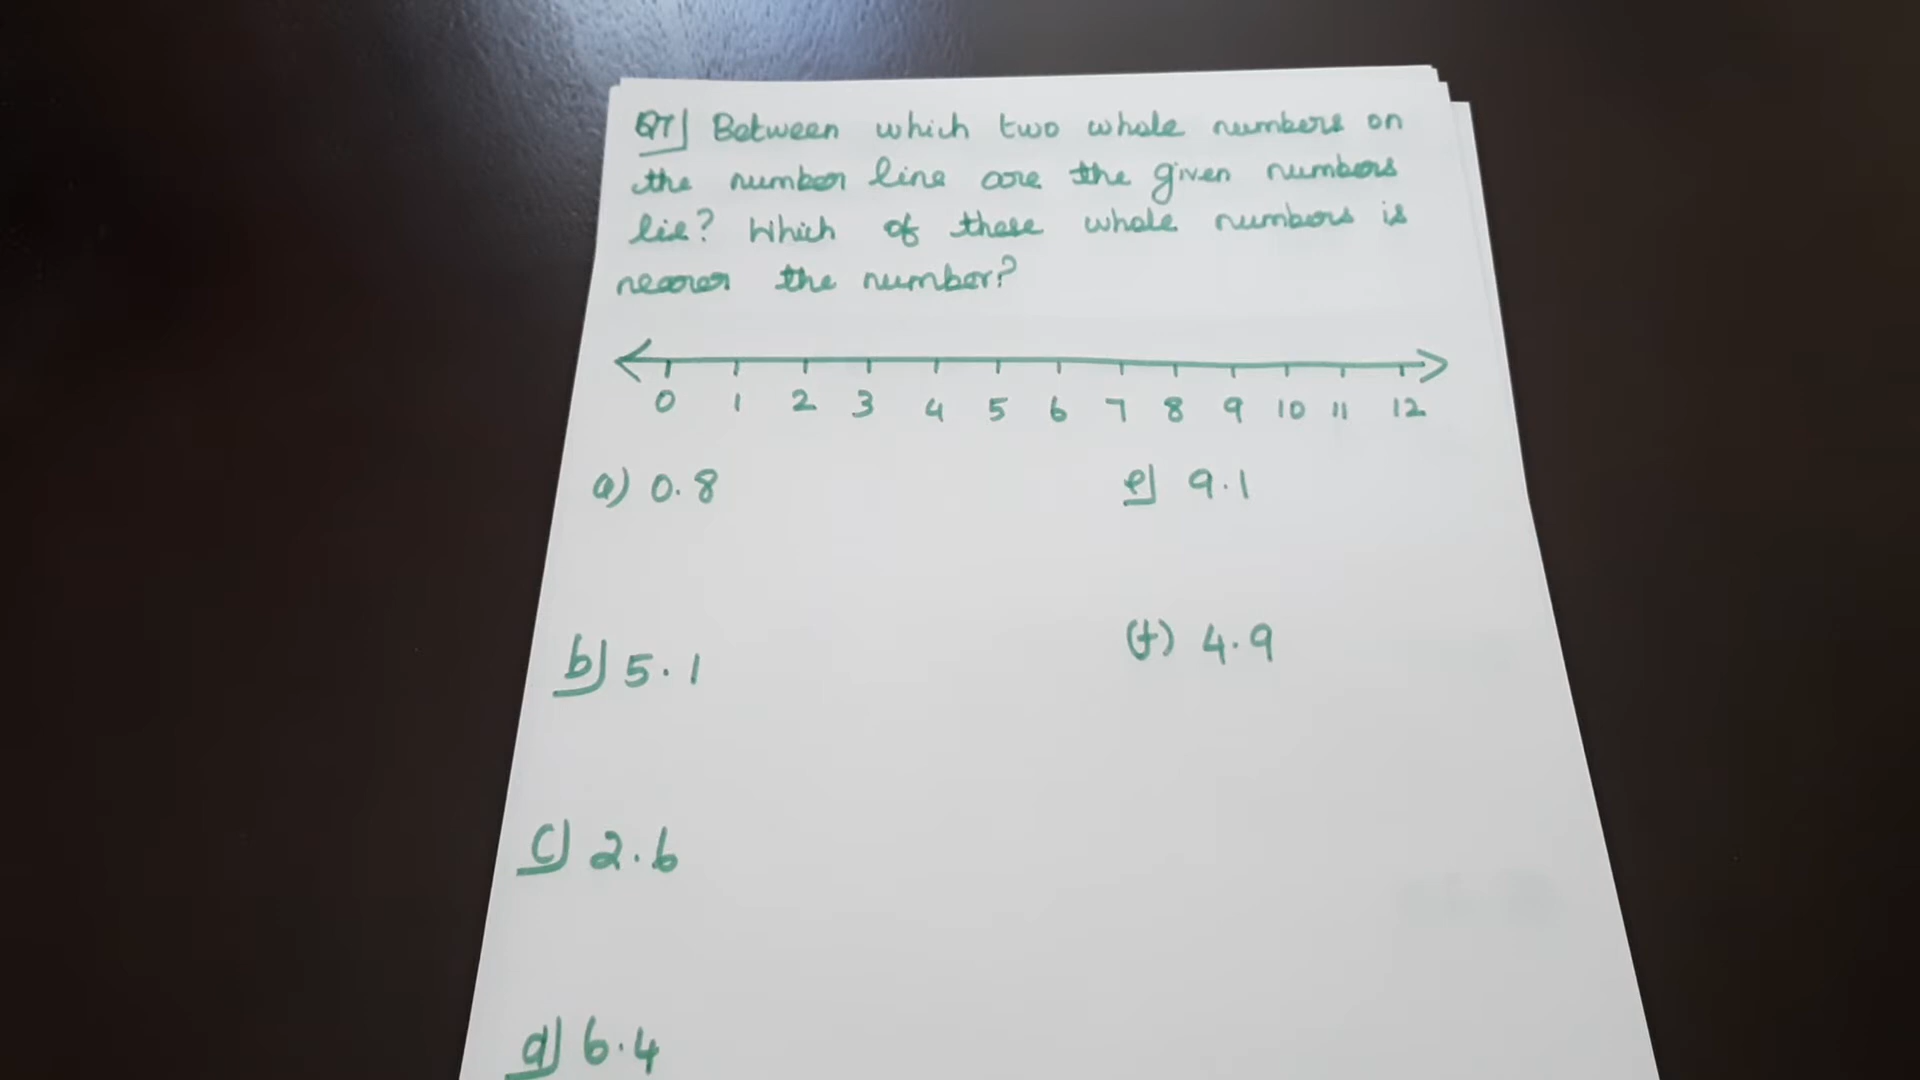 Q7] Between which two whole numbers on
the number line are the given numbers
lie? Which of these whole numbers is
nearer the number?
0 1 2 3 4 5 6 7 8 9 10 11 12
a) 0.8
e] 9.1
b] 5.1
(f) 4.9
c] 2.6
d] 6.4